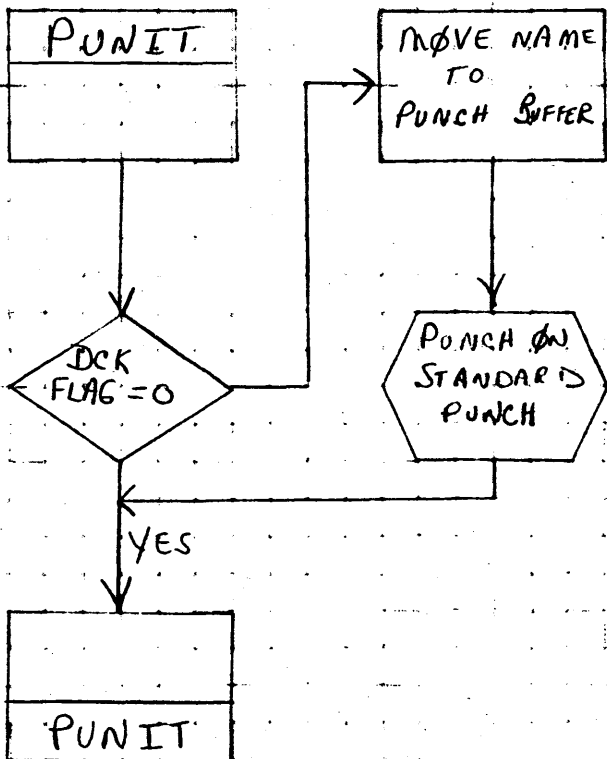 PUNIT
MØVE NAME
TO
PUNCH BUFFER
DCK
FLAG = 0
PUNCH ØN
STANDARD
PUNCH
YES
PUNIT